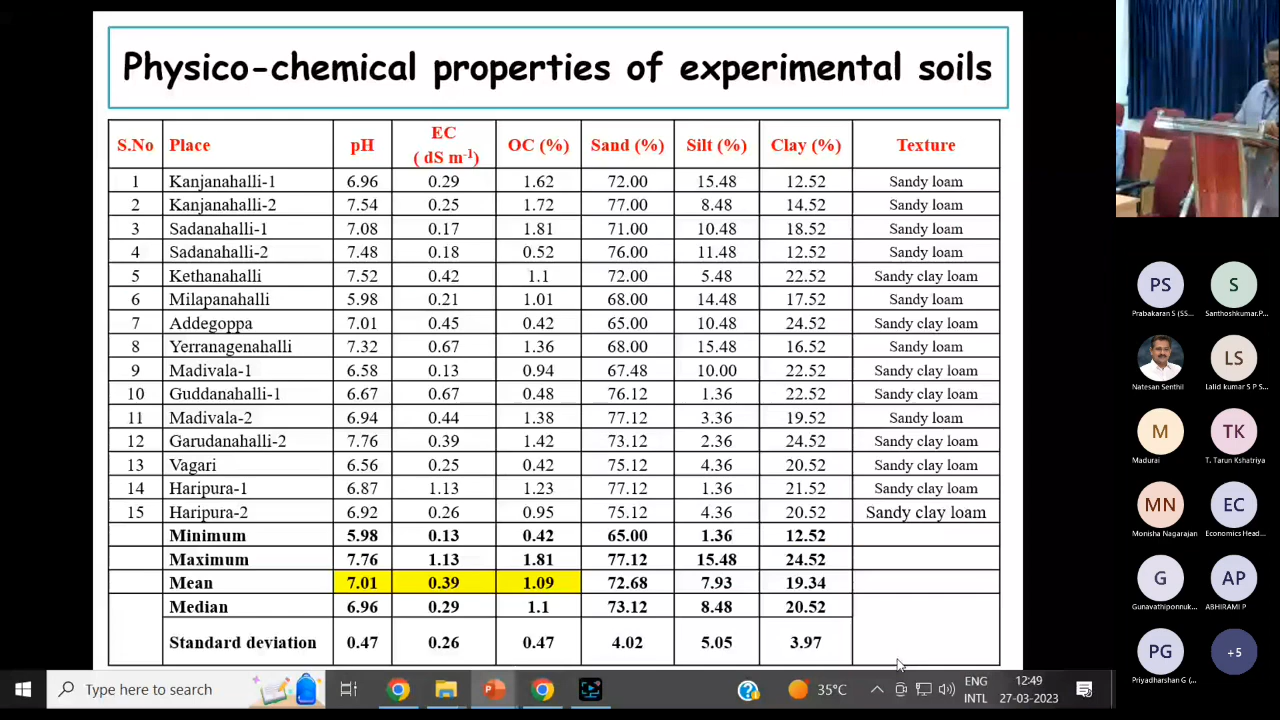 Physico-chemical properties of experimental soils
S.No Place pH EC ( dS m-1) OC (%) Sand (%) Silt (%) Clay (%) Texture
1 Kanjanahalli-1 6.96 0.29 1.62 72.00 15.48 12.52 Sandy loam
2 Kanjanahalli-2 7.54 0.25 1.72 77.00 8.48 14.52 Sandy loam
3 Sadanahalli-1 7.08 0.17 1.81 71.00 10.48 18.52 Sandy loam
4 Sadanahalli-2 7.48 0.18 0.52 76.00 11.48 12.52 Sandy loam
5 Kethanahalli 7.52 0.42 1.1 72.00 5.48 22.52 Sandy clay loam
6 Milapanahalli 5.98 0.21 1.01 68.00 14.48 17.52 Sandy loam
7 Addegoppa 7.01 0.45 0.42 65.00 10.48 24.52 Sandy clay loam
8 Yerranagenahalli 7.32 0.67 1.36 68.00 15.48 16.52 Sandy loam
9 Madivala-1 6.58 0.13 0.94 67.48 10.00 22.52 Sandy clay loam
10 Guddanahalli-1 6.67 0.67 0.48 76.12 1.36 22.52 Sandy clay loam
11 Madivala-2 6.94 0.44 1.38 77.12 3.36 19.52 Sandy loam
12 Garudanahalli-2 7.76 0.39 1.42 73.12 2.36 24.52 Sandy clay loam
13 Vagari 6.56 0.25 0.42 75.12 4.36 20.52 Sandy clay loam
14 Haripura-1 6.87 1.13 1.23 77.12 1.36 21.52 Sandy clay loam
15 Haripura-2 6.92 0.26 0.95 75.12 4.36 20.52 Sandy clay loam
Minimum 5.98 0.13 0.42 65.00 1.36 12.52
Maximum 7.76 1.13 1.81 77.12 15.48 24.52
Mean 7.01 0.39 1.09 72.68 7.93 19.34
Median 6.96 0.29 1.1 73.12 8.48 20.52
Standard deviation 0.47 0.26 0.47 4.02 5.05 3.97
PS S
Prabakaran S (SS... Santhoshkumar.P...
LS
Natesan Senthil Lalid kumar S P S...
M TK
Madurai T. Tarun Kshatriya
MN EC
Monisha Nagarajan Economics Head...
G AP
Gunavathiponnuk... ABHIRAMI P
PG +5
Priyadharshan G (...
Type here to search 35°C ENG 12:49
INTL 27-03-2023